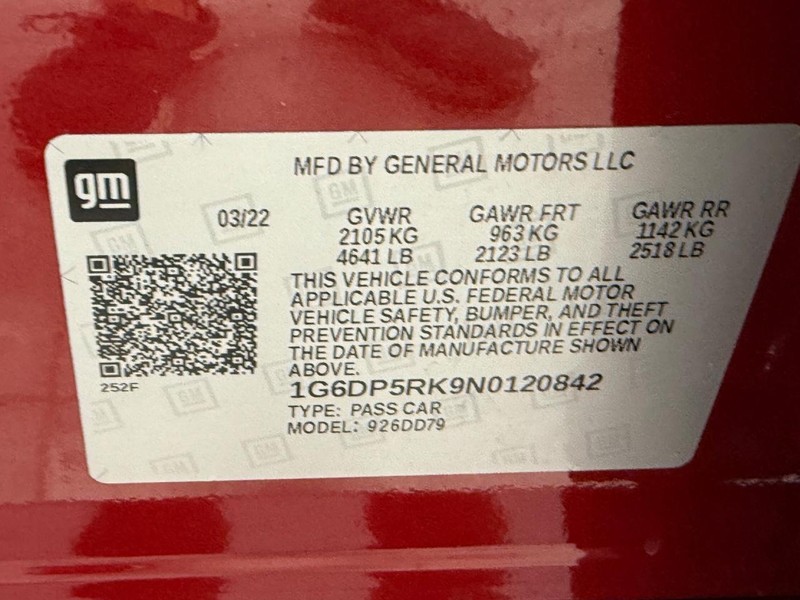 gm
MFD BY GENERAL MOTORS LLC
03/22 GVWR GAWR FRT GAWR RR
2105 KG 963 KG 1142 KG
4641 LB 2123 LB 2518 LB
THIS VEHICLE CONFORMS TO ALL
APPLICABLE U.S. FEDERAL MOTOR
VEHICLE SAFETY, BUMPER, AND THEFT
PREVENTION STANDARDS IN EFFECT ON
THE DATE OF MANUFACTURE SHOWN
ABOVE.
252F
1G6DP5RK9N0120842
TYPE: PASS CAR
MODEL: 926DD79